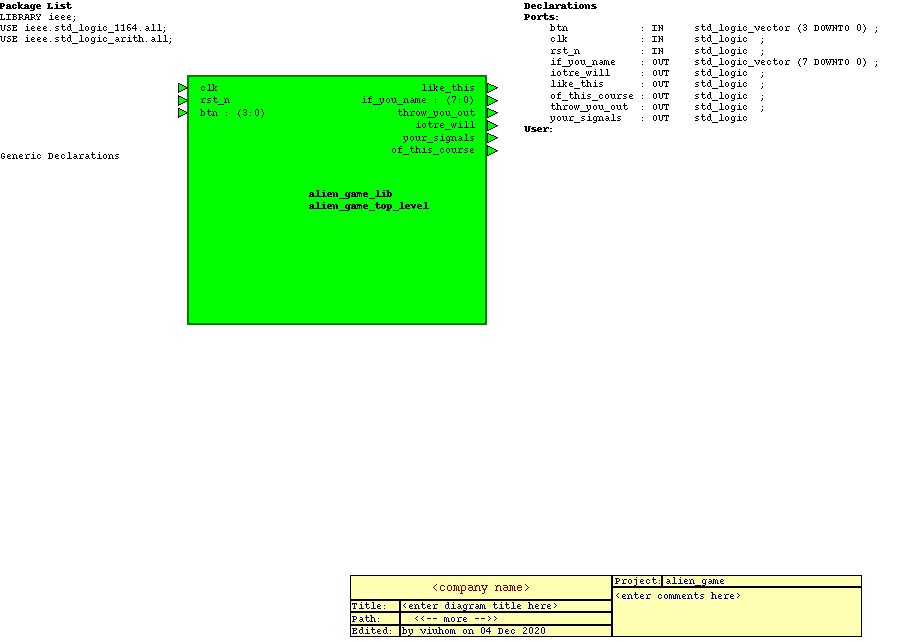 Package List
LIBRARY ieee;
USE ieee.std_logic_1164.all;
USE ieee.std_logic_arith.all;
Declarations
Ports:
btn : IN std_logic_vector (3 DOWNTO 0) ;
clk : IN std_logic ;
rst_n : IN std_logic ;
if_you_name : OUT std_logic_vector (7 DOWNTO 0) ;
iotre_will : OUT std_logic ;
like_this : OUT std_logic ;
of_this_course : OUT std_logic ;
throw_you_out : OUT std_logic ;
your_signals : OUT std_logic
User:
clk like_this
rst_n if_you_name : (7:0)
btn : (3:0) throw_you_out
iotre_will
your_signals
of_this_course
Generic Declarations
alien_game_lib
alien_game_top_level
<company name>
Title: <enter diagram title here>
Path: <<-- more -->>
Edited: by viuhom on 04 Dec 2020
Project: alien_game
<enter comments here>